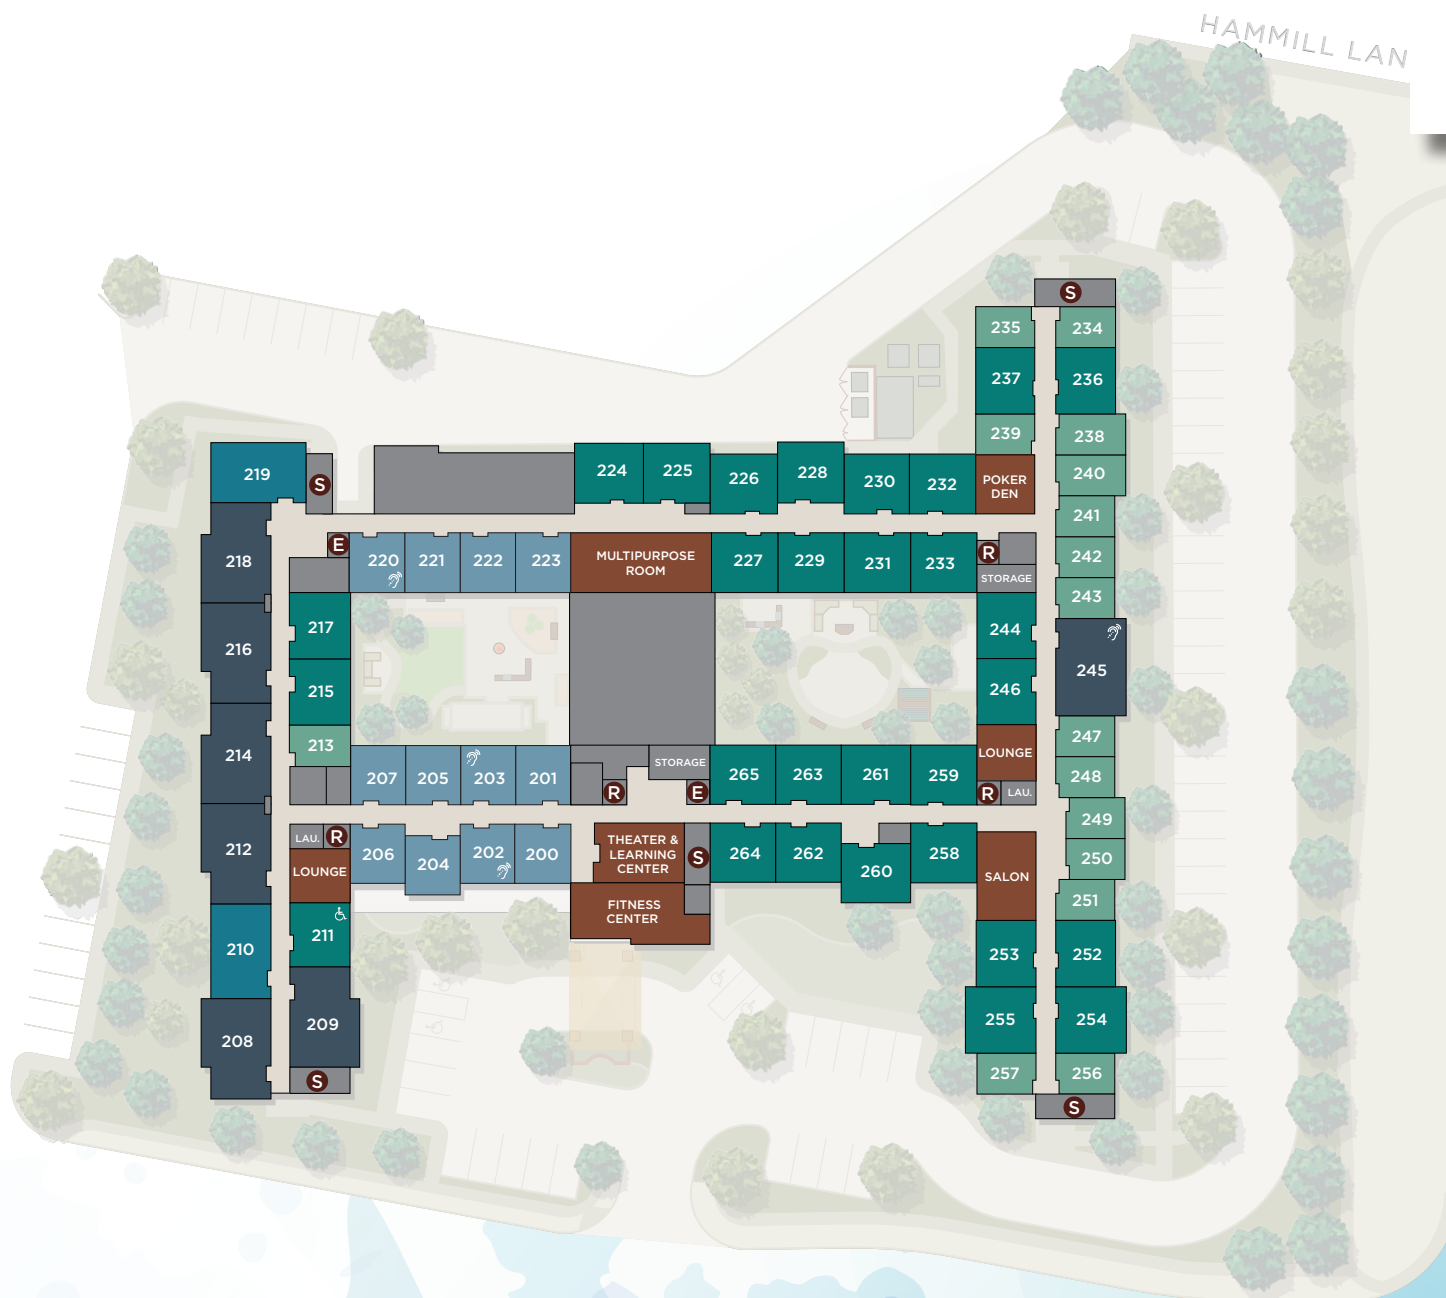 HAMMILL LAN
S
235
234
237
236
239
238
219
S
224
225
226
228
230
232
POKER
DEN
240
241
218
E
220
221
222
223
MULTIPURPOSE
ROOM
227
229
231
233
R
STORAGE
242
243
217
244
216
215
246
245
213
214
LOUNGE
247
207
205
203
201
R
STORAGE
E
265
263
261
259
R
LAU.
248
249
212
LAU.
R
206
204
202
200
THEATER &
LEARNING
CENTER
S
264
262
260
258
250
LOUNGE
SALON
251
FITNESS
CENTER
211
210
253
252
209
208
255
254
257
256
S
S